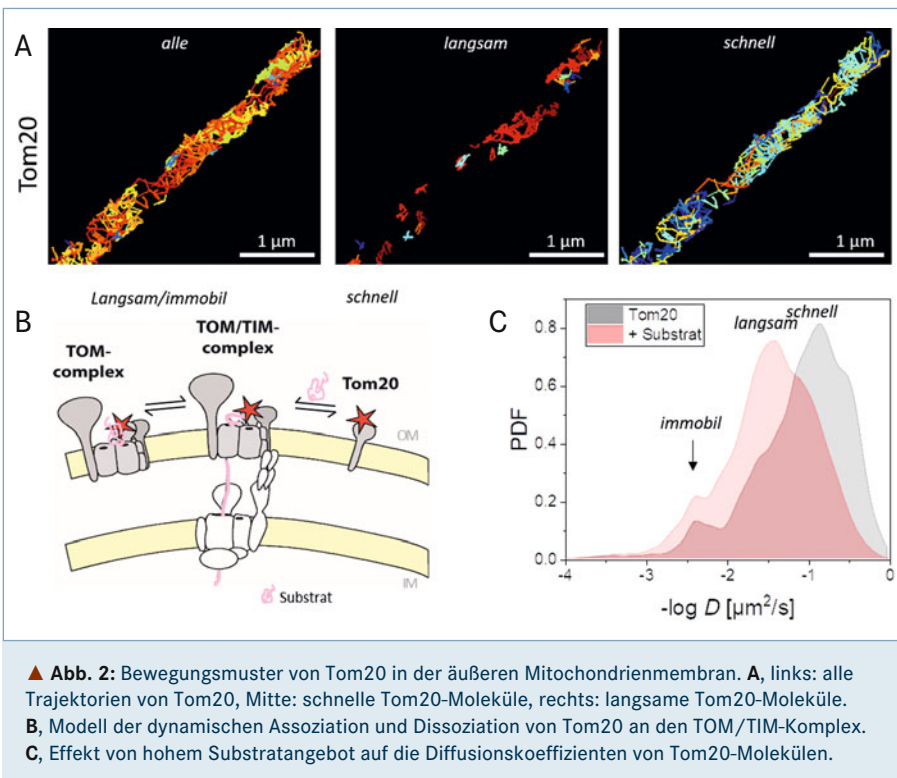 A
alle
langsam
schnell
Tom20
1 µm
1 µm
1 µm
B
Langsam/immobil
schnell
TOM-
complex
TOM/TIM-
complex
Tom20
OM
IM
Substrat
C
Tom20
+ Substrat
schnell
langsam
immobil
PDF
0.8
0.6
0.4
0.2
0.0
-4
-3
-2
-1
0
-log D [µm²/s]
▲ Abb. 2: Bewegungsmuster von Tom20 in der äußeren Mitochondrienmembran. A, links: alle
Trajektorien von Tom20, Mitte: schnelle Tom20-Moleküle, rechts: langsame Tom20-Moleküle.
B, Modell der dynamischen Assoziation und Dissoziation von Tom20 an den TOM/TIM-Komplex.
C, Effekt von hohem Substratangebot auf die Diffusionskoeffizienten von Tom20-Molekülen.